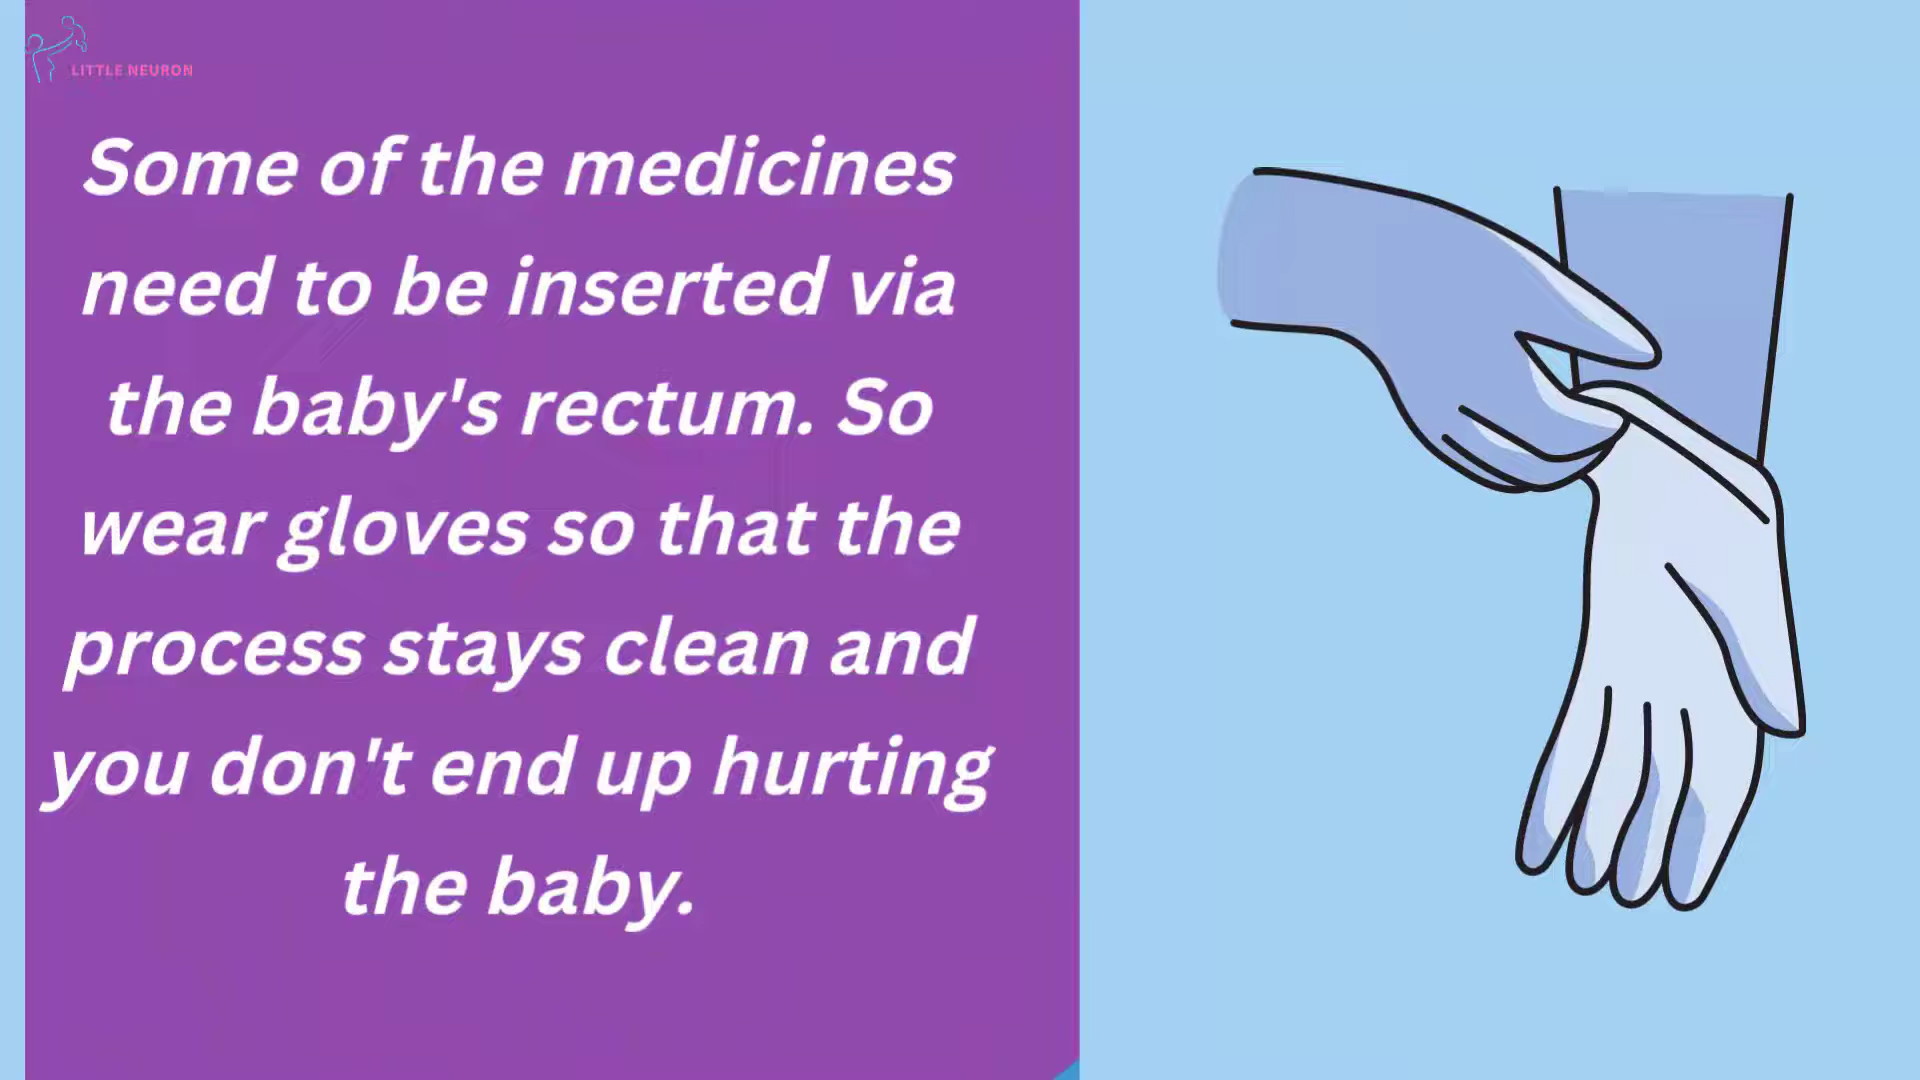 LITTLE NEURON
Some of the medicines
need to be inserted via
the baby's rectum. So
wear gloves so that the
process stays clean and
you don't end up hurting
the baby.